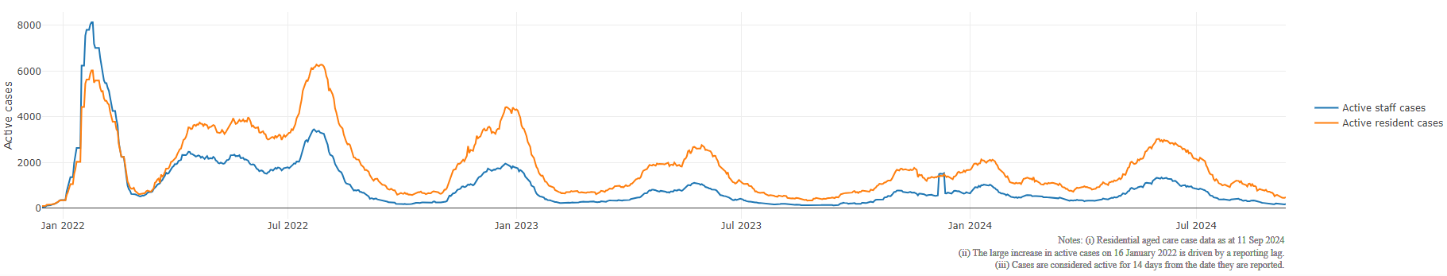 8000
6000
4000
2000
0
Active cases
Jan 2022
Jul 2022
Jan 2023
Jul 2023
Jan 2024
Jul 2024
Active staff cases
Active resident cases
Notes: (i) Residential aged care case data as at 11 Sep 2024
(ii) The large increase in active cases on 16 January 2022 is driven by a reporting lag.
(iii) Cases are considered active for 14 days from the date they are reported.